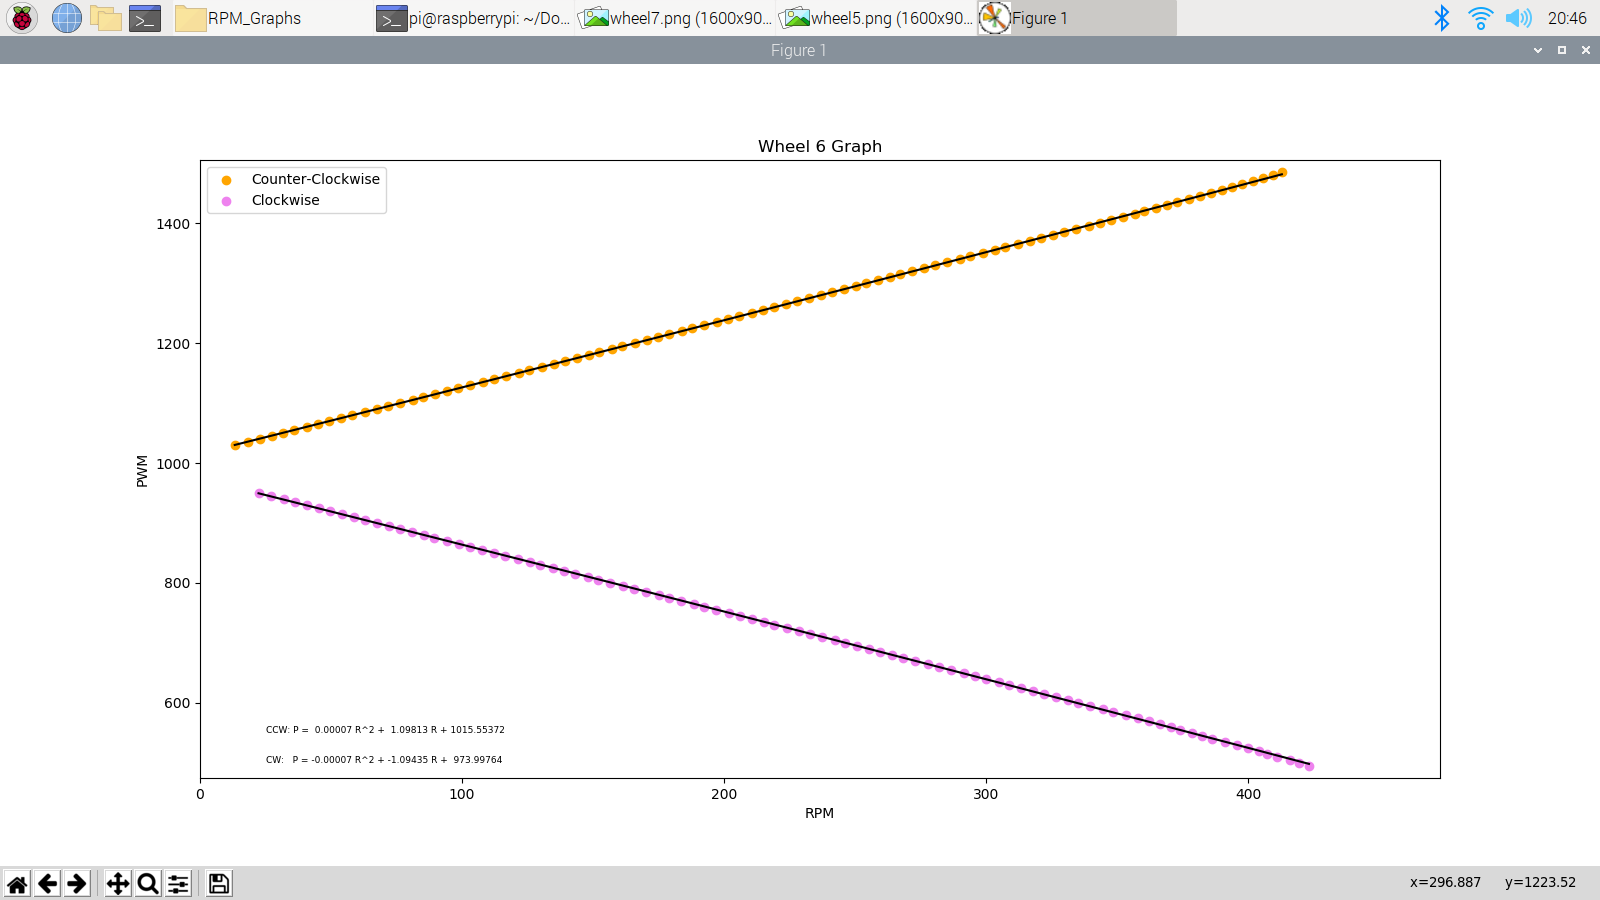 RPM_Graphs
pi@raspberrypi: ~/Do...
wheel7.png (1600x90...
wheel5.png (1600x90...
Figure 1
20:46
Figure 1
Wheel 6 Graph
Counter-Clockwise
Clockwise
1400
1200
1000
800
600
PWM
CCW: P =  0.00007 R^2 +  1.09813 R + 1015.55372
CW:   P = -0.00007 R^2 + -1.09435 R +  973.99764
0 100 200 300 400
RPM
x=296.887 y=1223.52